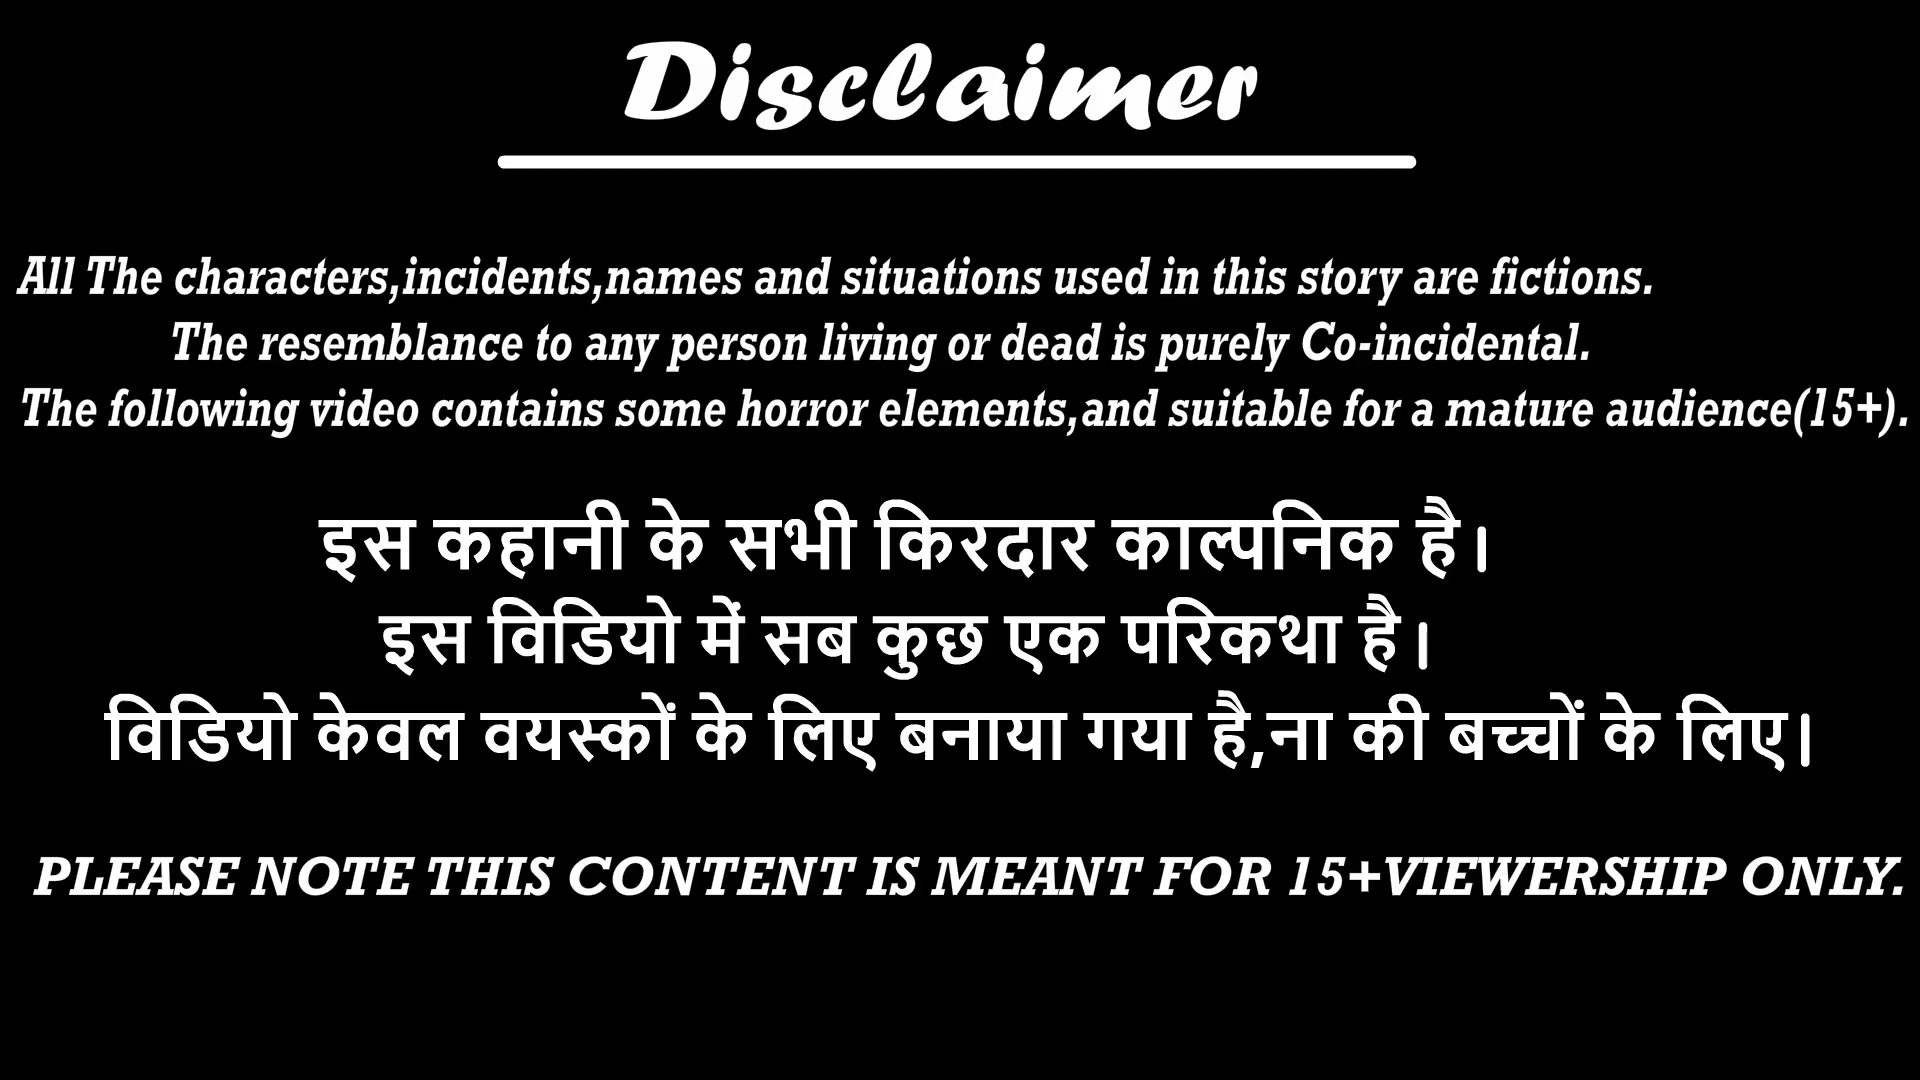 Disclaimer
All The characters,incidents,names and situations used in this story are fictions.
The resemblance to any person living or dead is purely Co-incidental.
The following video contains some horror elements,and suitable for a mature audience(15+).
इस कहानी के सभी किरदार काल्पनिक है।
इस विडियो में सब कुछ एक परिकथा है।
विडियो केवल वयस्कों के लिए बनाया गया है,ना की बच्चों के लिए।
PLEASE NOTE THIS CONTENT IS MEANT FOR 15+VIEWERSHIP ONLY.